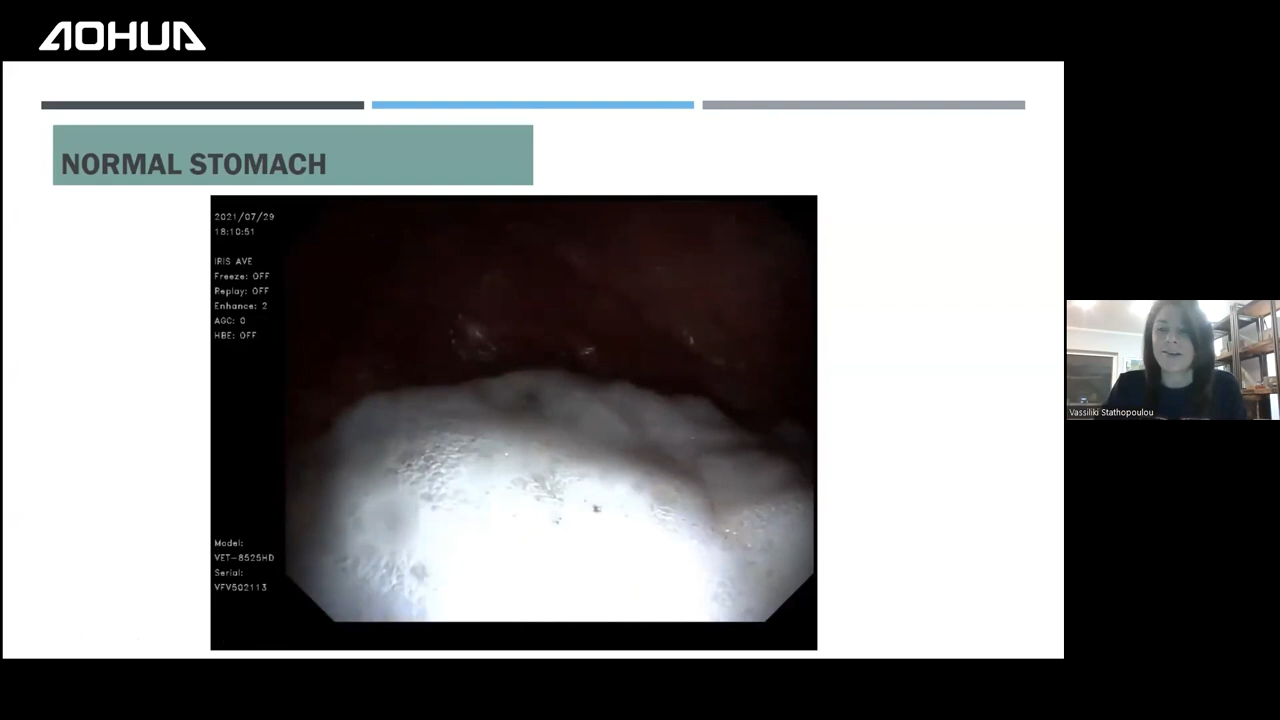 AOHUA
NORMAL STOMACH
2021/07/29
18:10:51
IRIS AVE
Freeze: OFF
Replay: OFF
Enhance: 2
AGC: 0
HBE: OFF
Model:
VET-8525HD
Serial:
VFV502113
Vassiliki Stathopoulou